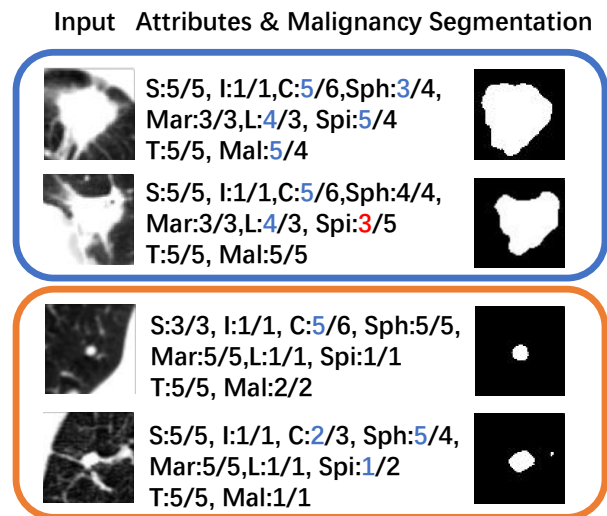 Input Attributes & Malignancy Segmentation
S:5/5, I:1/1,C:5/6,Sph:3/4,
Mar:3/3,L:4/3, Spi:5/4
T:5/5, Mal:5/4
S:5/5, I:1/1,C:5/6,Sph:4/4,
Mar:3/3,L:4/3, Spi:3/5
T:5/5, Mal:5/5
S:3/3, I:1/1, C:5/6, Sph:5/5,
Mar:5/5,L:1/1, Spi:1/1
T:5/5, Mal:2/2
S:5/5, I:1/1, C:2/3, Sph:5/4,
Mar:5/5,L:1/1, Spi:1/2
T:5/5, Mal:1/1